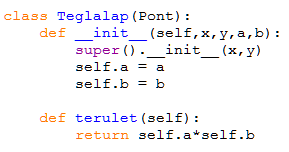 class Teglalap(Pont):
    def __init__(self,x,y,a,b):
        super().__init__(x,y)
        self.a = a
        self.b = b

    def terulet(self):
        return self.a*self.b